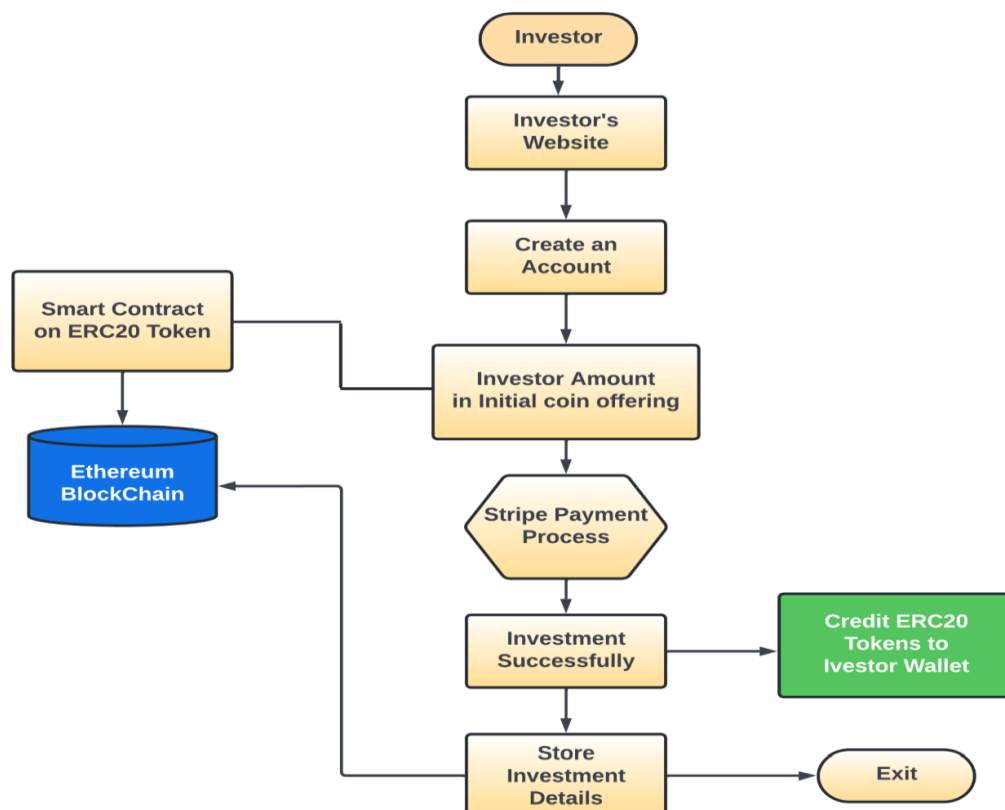 Investor
Investor's
Website
Create an
Account
Smart Contract
on ERC20 Token
Investor Amount
in Initial coin offering
Ethereum
BlockChain
Stripe Payment
Process
Investment
Successfully
Credit ERC20
Tokens to
Ivestor Wallet
Store
Investment
Details
Exit